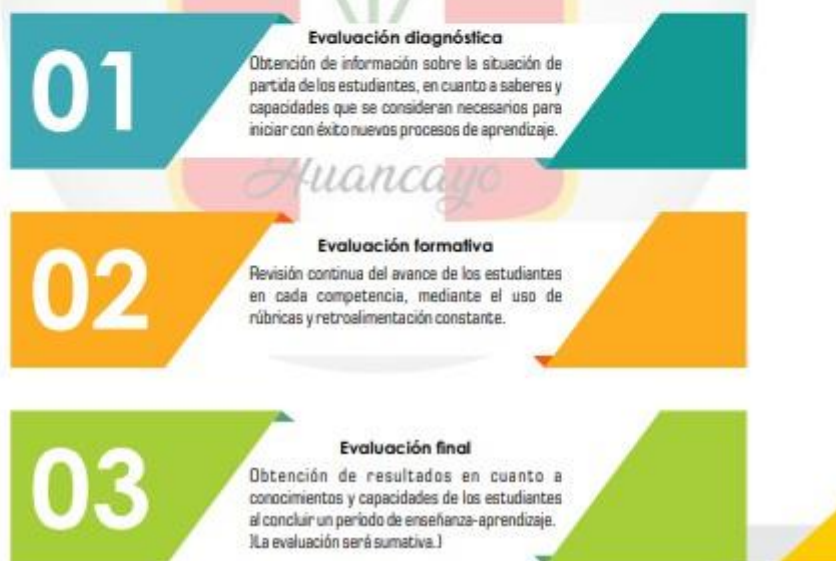 01
Evaluación diagnóstica
Obtención de información sobre la situación de
partida de los estudiantes, en cuanto a saberes y
capacidades que se consideran necesarios para
iniciar con éxito nuevos procesos de aprendizaje.
Huancayo
02
Evaluación formativa
Revisión continua del avance de los estudiantes
en cada competencia, mediante el uso de
rúbricas y retroalimentación constante.
03
Evaluación final
Obtención de resultados en cuanto a
conocimientos y capacidades de los estudiantes
al concluir un período de enseñanza-aprendizaje.
)La evaluación será sumativa.)